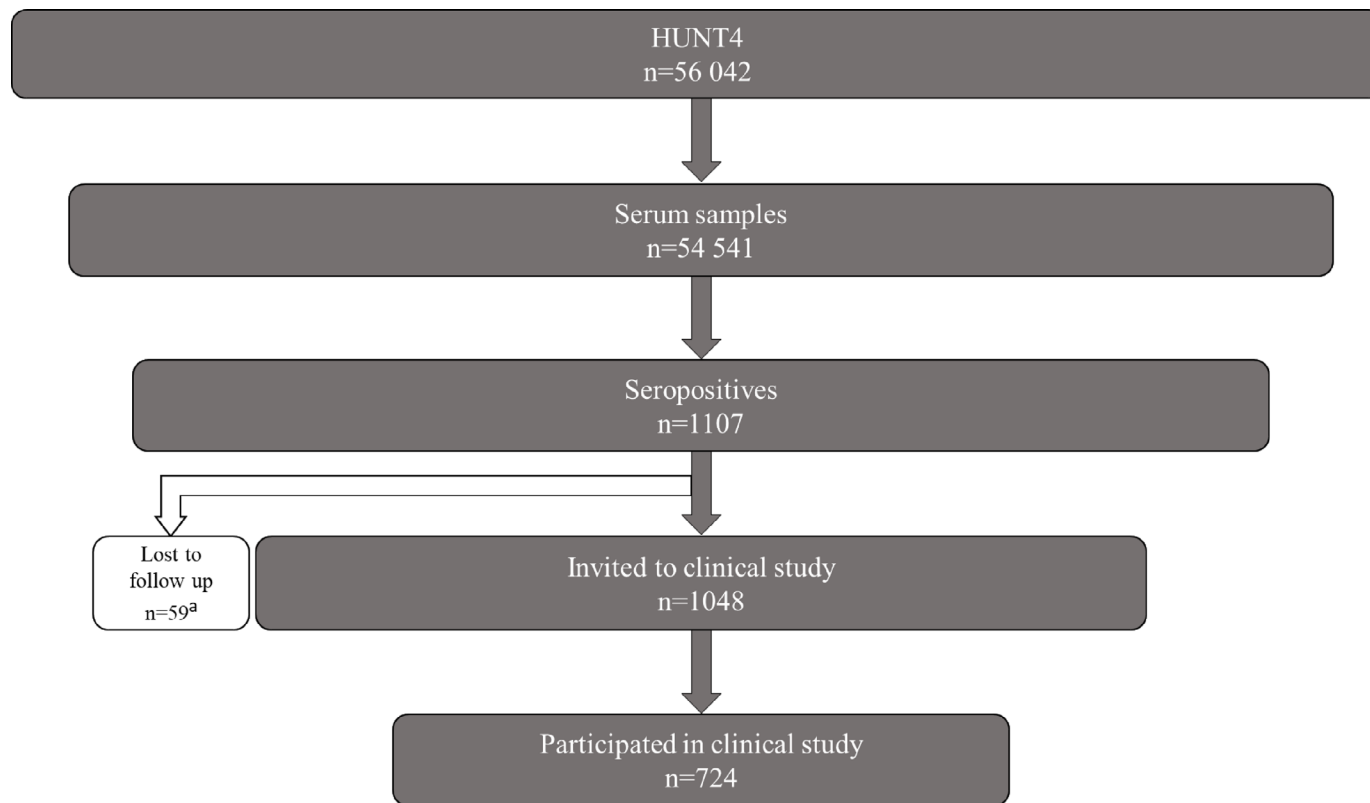 HUNT4
n=56 042
Serum samples
n=54 541
Seropositives
n=1107
Lost to
follow up
n=59ᵃ
Invited to clinical study
n=1048
Participated in clinical study
n=724